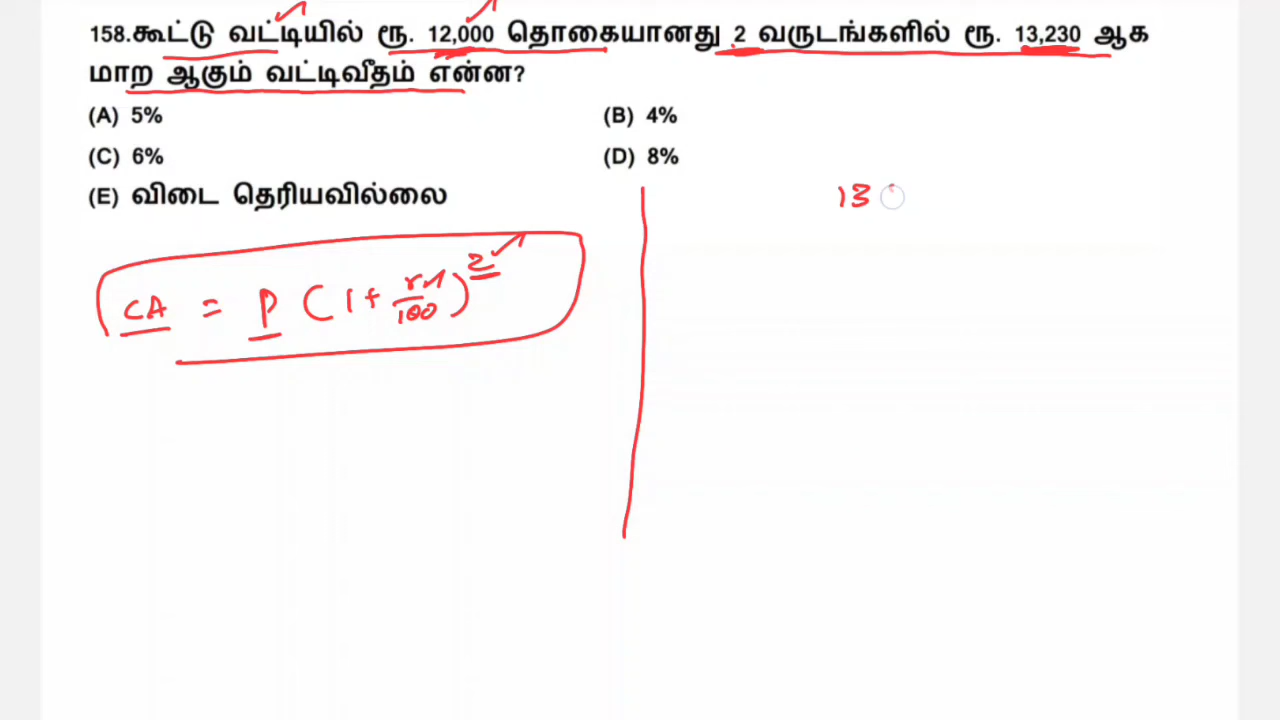 158.கூட்டு வட்டியில் ரூ. 12,000 தொகையானது 2 வருடங்களில் ரூ. 13,230 ஆக
மாற ஆகும் வட்டிவீதம் என்ன?
(A) 5% (B) 4%
(C) 6% (D) 8%
(E) விடை தெரியவில்லை
13
CA = P (1+ r%/100)^2